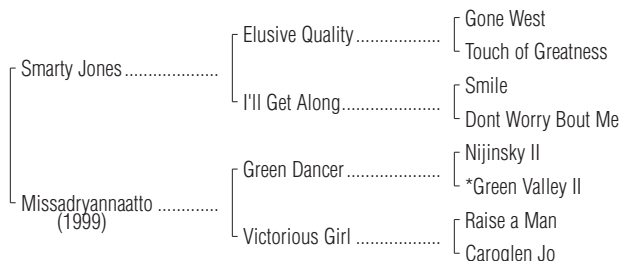 Gone West
Elusive Quality..................
Touch of Greatness
Smarty Jones....................
Smile
I'll Get Along.....................
Dont Worry Bout Me
Nijinsky II
Green Dancer ...................
*Green Valley II
Missadryannaatto .............
(1999)
Raise a Man
Victorious Girl .................
Caroglen Jo